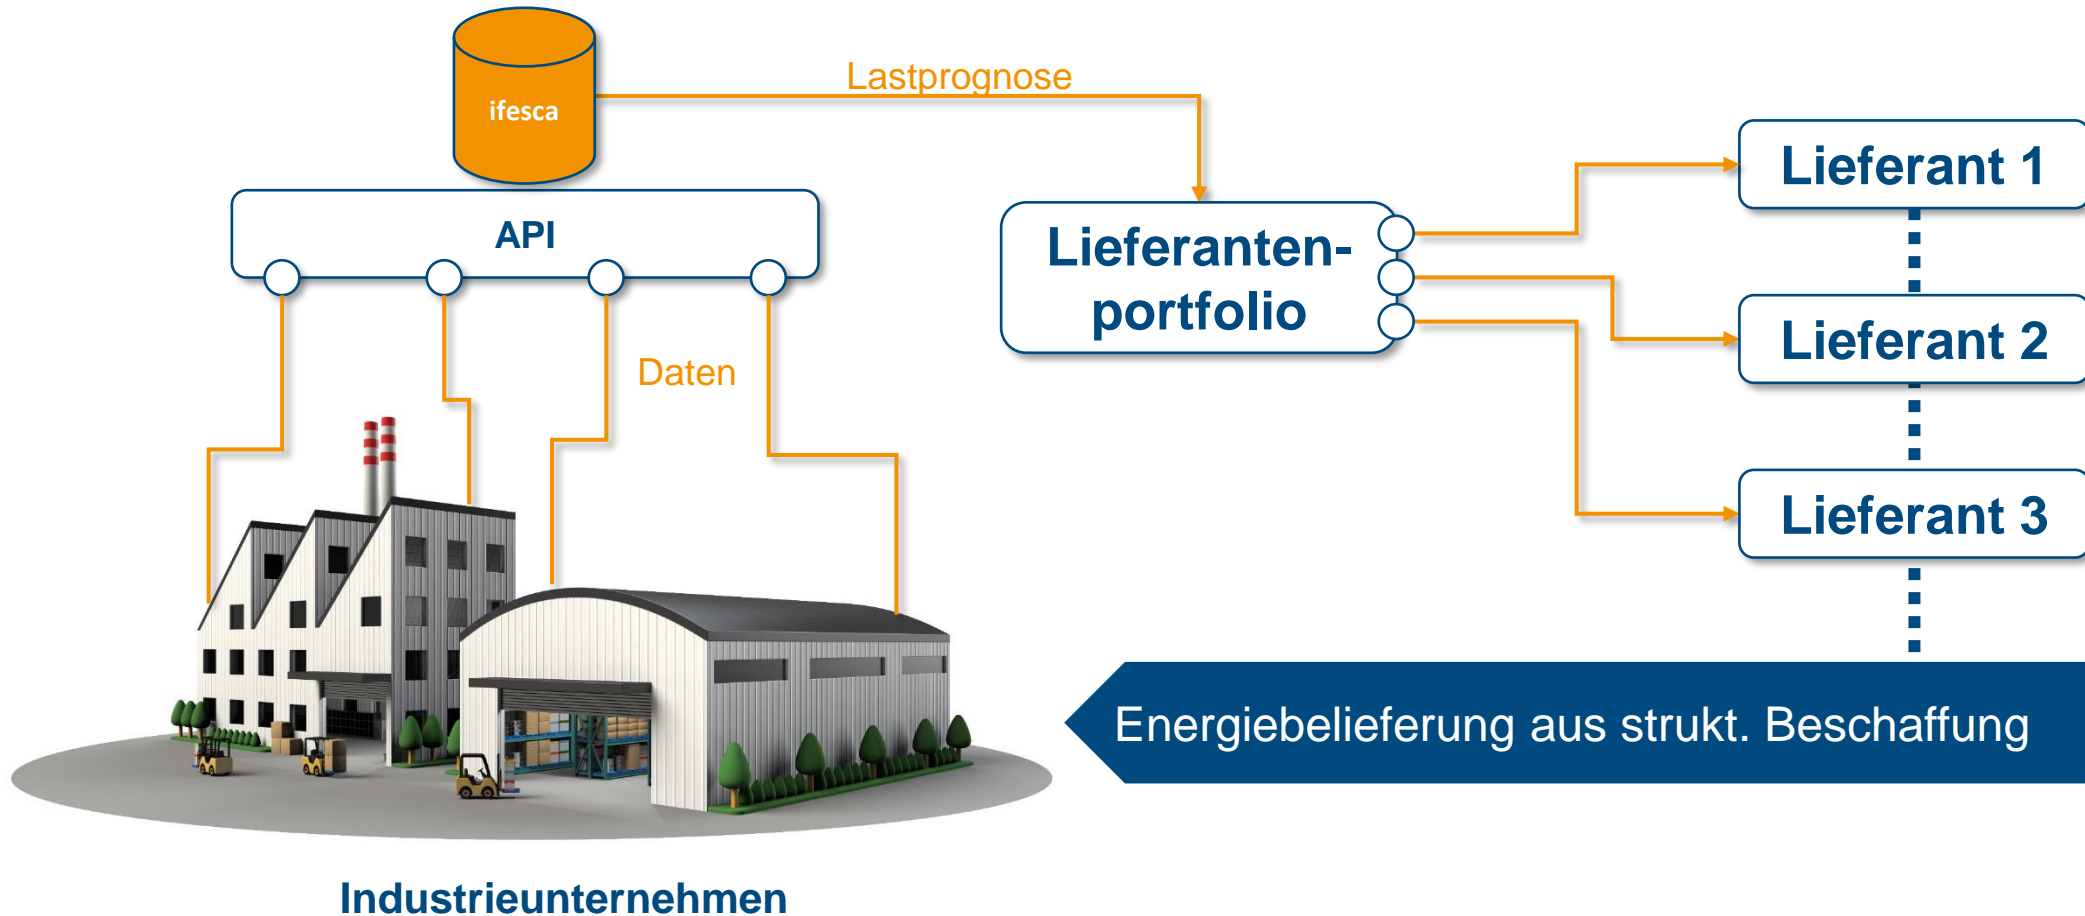 ifesca
Lastprognose
API
Lieferanten-
portfolio
Lieferant 1
Lieferant 2
Lieferant 3
Daten
Energiebelieferung aus strukt. Beschaffung
Industrieunternehmen